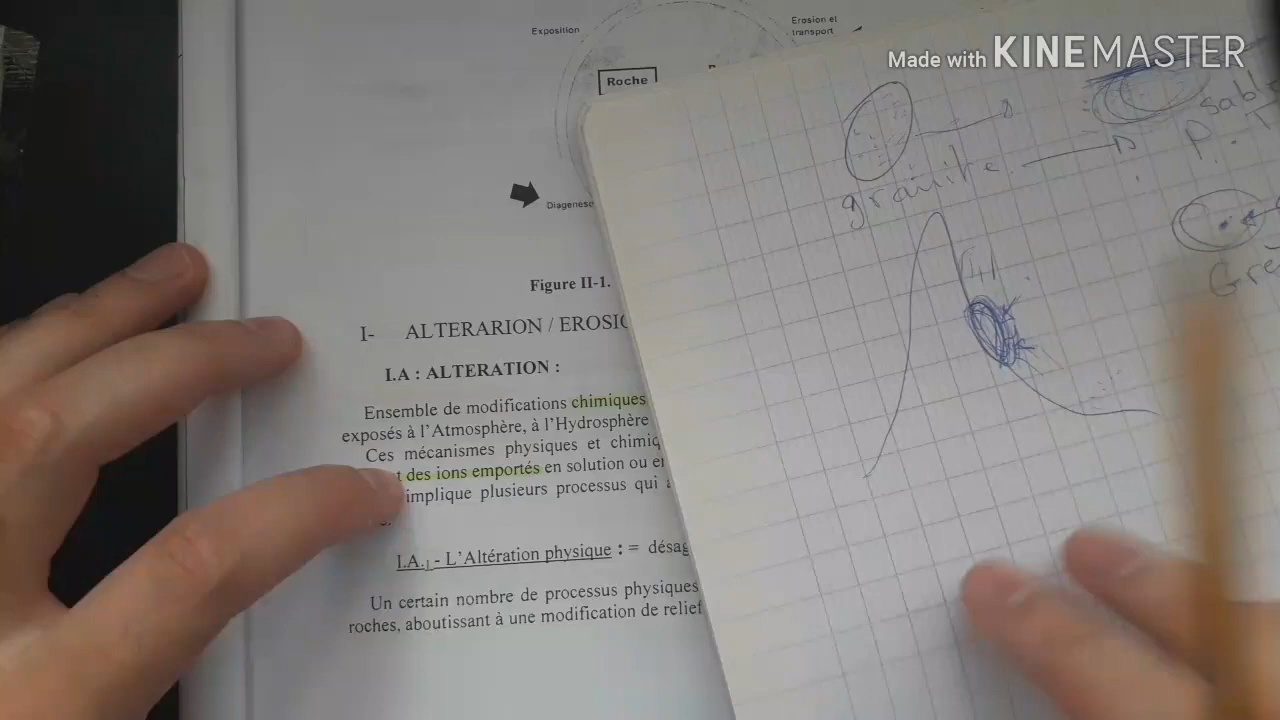 Exposition
Erosion et
transport
Made with KINEMASTER
Roche
sabl
granite
P.
Diagenèse
Grè
Figure II-1.
I- ALTERARION / EROSIO
I.A : ALTERATION :
Ensemble de modifications chimiques
exposés à l'Atmosphère, à l'Hydrosphère
Ces mécanismes physiques et chimiq
t des ions emportés en solution ou en
implique plusieurs processus qui a
I.A.1 - L'Altération physique : = désag
Un certain nombre de processus physiques
roches, aboutissant à une modification de relief